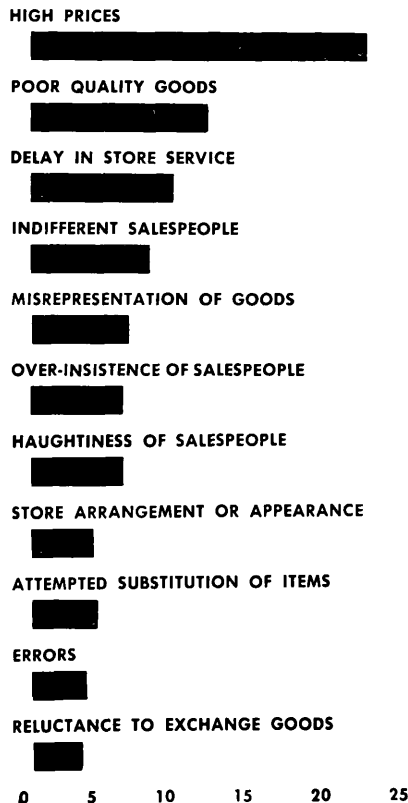 HIGH PRICES
POOR QUALITY GOODS
DELAY IN STORE SERVICE
INDIFFERENT SALESPEOPLE
MISREPRESENTATION OF GOODS
OVER-INSISTENCE OF SALESPEOPLE
HAUGHTINESS OF SALESPEOPLE
STORE ARRANGEMENT OR APPEARANCE
ATTEMPTED SUBSTITUTION OF ITEMS
ERRORS
RELUCTANCE TO EXCHANGE GOODS
0 5 10 15 20 25